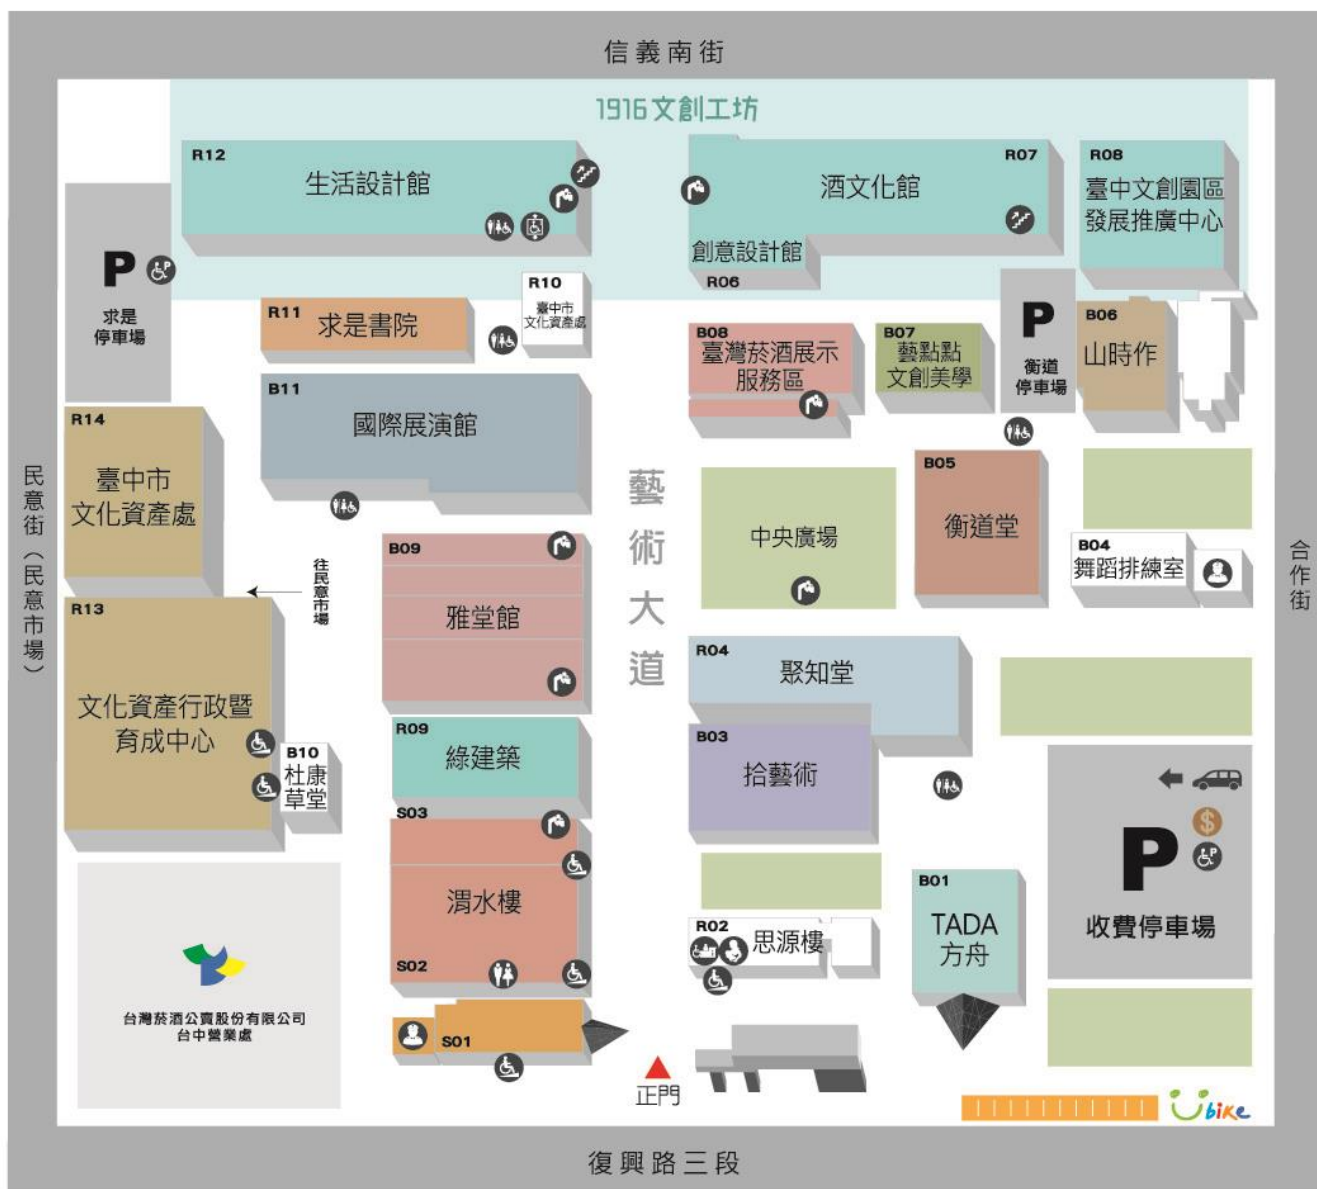 信義南街
1916文創工坊
R12
生活設計館
R07
酒文化館
創意設計館
R06
R08
臺中文創園區
發展推廣中心
P
P
求是
停車場
R11
求是書院
R10
臺中市
文化資產處
B08
臺灣菸酒展示
服務區
B07
藝點點
文創美學
P
衡道
停車場
B06
山時作
B11
國際展演館
R14
臺中市
文化資產處
藝術大道
中央廣場
B05
衡道堂
B04
舞蹈排練室
民意街（民意市場）
合作街
往民意市場
B09
雅堂館
R13
文化資產行政暨
育成中心
B10
杜康
草堂
R09
綠建築
R04
聚知堂
B03
拾藝術
S03
渭水樓
S02
$
P
P
收費停車場
R02
思源樓
B01
TADA
方舟
台灣菸酒公賣股份有限公司
台中營業處
S01
正門
Ubike
復興路三段